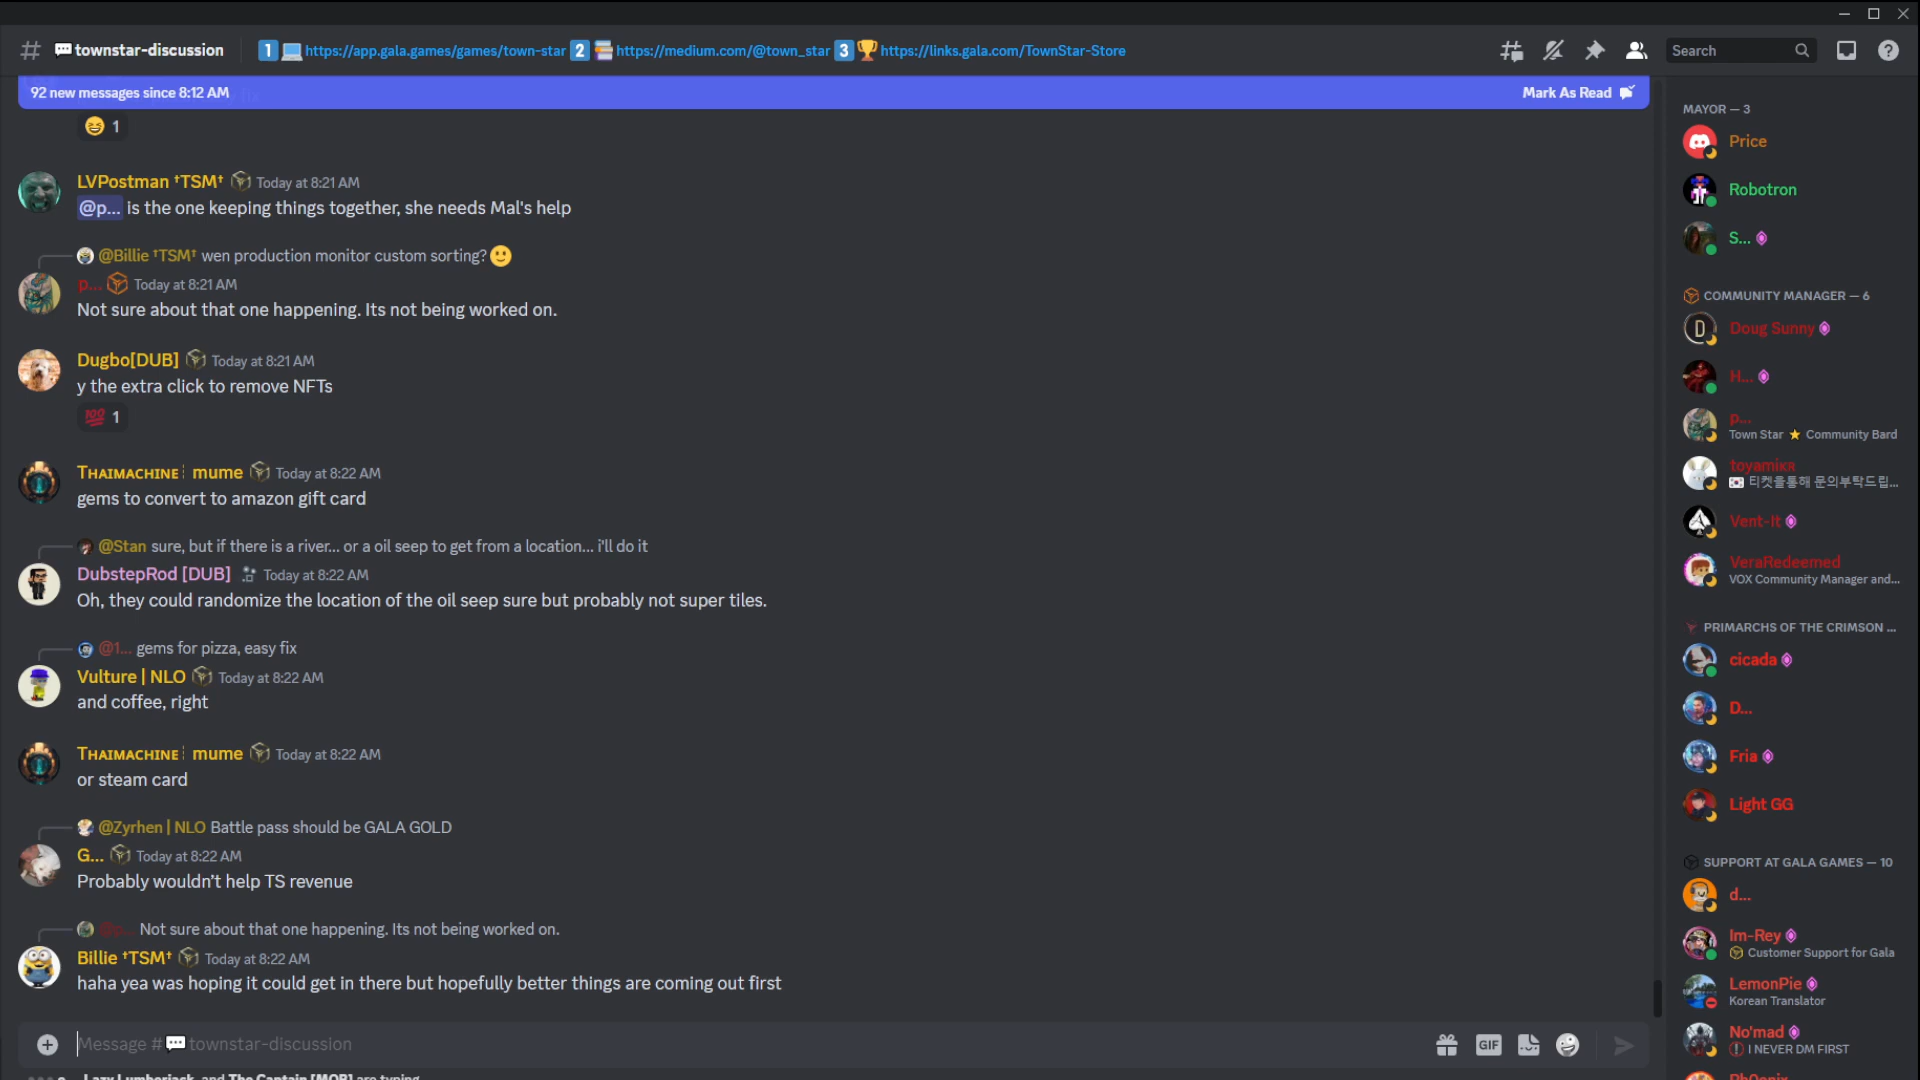 # 💬townstar-discussion
1 💻https://app.gala.games/games/town-star 2 📚https://medium.com/@town_star 3 🏆https://links.gala.com/TownStar-Store
Search
92 new messages since 8:12 AM
Mark As Read
😆 1
LVPostman †TSM† Today at 8:21 AM
@p... is the one keeping things together, she needs Mal's help
@Billie †TSM† wen production monitor custom sorting? 🙂
p... Today at 8:21 AM
Not sure about that one happening. Its not being worked on.
Dugbo[DUB] Today at 8:21 AM
y the extra click to remove NFTs
💯 1
THAIMACHINE┊mume Today at 8:22 AM
gems to convert to amazon gift card
@Stan sure, but if there is a river... or a oil seep to get from a location... i'll do it
DubstepRod [DUB] Today at 8:22 AM
Oh, they could randomize the location of the oil seep sure but probably not super tiles.
@1... gems for pizza, easy fix
Vulture | NLO Today at 8:22 AM
and coffee, right
THAIMACHINE┊mume Today at 8:22 AM
or steam card
@Zyrhen | NLO Battle pass should be GALA GOLD
G... Today at 8:22 AM
Probably wouldn't help TS revenue
@p... Not sure about that one happening. Its not being worked on.
Billie †TSM† Today at 8:22 AM
haha yea was hoping it could get in there but hopefully better things are coming out first
Message #💬townstar-discussion
GIF
Lazy Lumberjack, and The Captain [MOB] are typing
MAYOR — 3
Price
Robotron
S...
COMMUNITY MANAGER — 6
D
Doug Sunny
H...
p...
Town Star ⭐ Community Bard
toyamiKR
🇰🇷 티켓을통해 문의부탁드립...
Vent-It
VeraRedeemed
VOX Community Manager and...
PRIMARCHS OF THE CRIMSON ...
cicada
D...
Fria
Light GG
SUPPORT AT GALA GAMES — 10
d...
Im-Rey
Customer Support for Gala
LemonPie
Korean Translator
No'mad
I NEVER DM FIRST